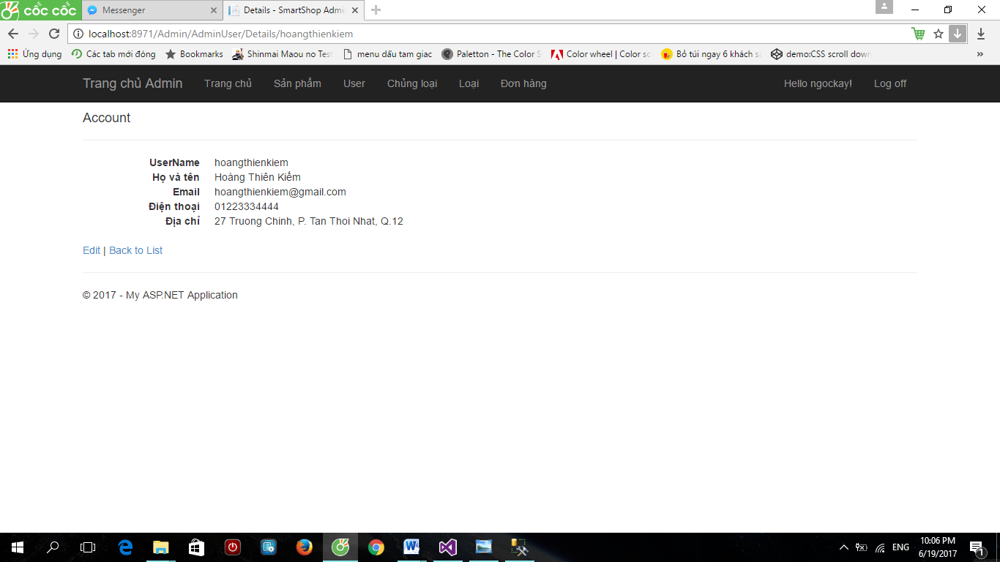 cốc cốc Messenger Details - SmartShop Admi
localhost:8971/Admin/AdminUser/Details/hoangthienkiem
Ứng dụng Các tab mới đóng Bookmarks Shinmai Maou no Tes menu dấu tam giac Paletton - The Color S Color wheel | Color sc Bỏ túi ngay 6 khách sạ demo:CSS scroll down »
Trang chủ Admin Trang chủ Sản phẩm User Chủng loại Loại Đơn hàng Hello ngockay! Log off
Account
UserName hoangthienkiem
Họ và tên Hoàng Thiên Kiếm
Email hoangthienkiem@gmail.com
Điện thoại 01223334444
Địa chỉ 27 Truong Chinh, P. Tan Thoi Nhat, Q.12
Edit | Back to List
© 2017 - My ASP.NET Application
ENG 10:06 PM
6/19/2017 1